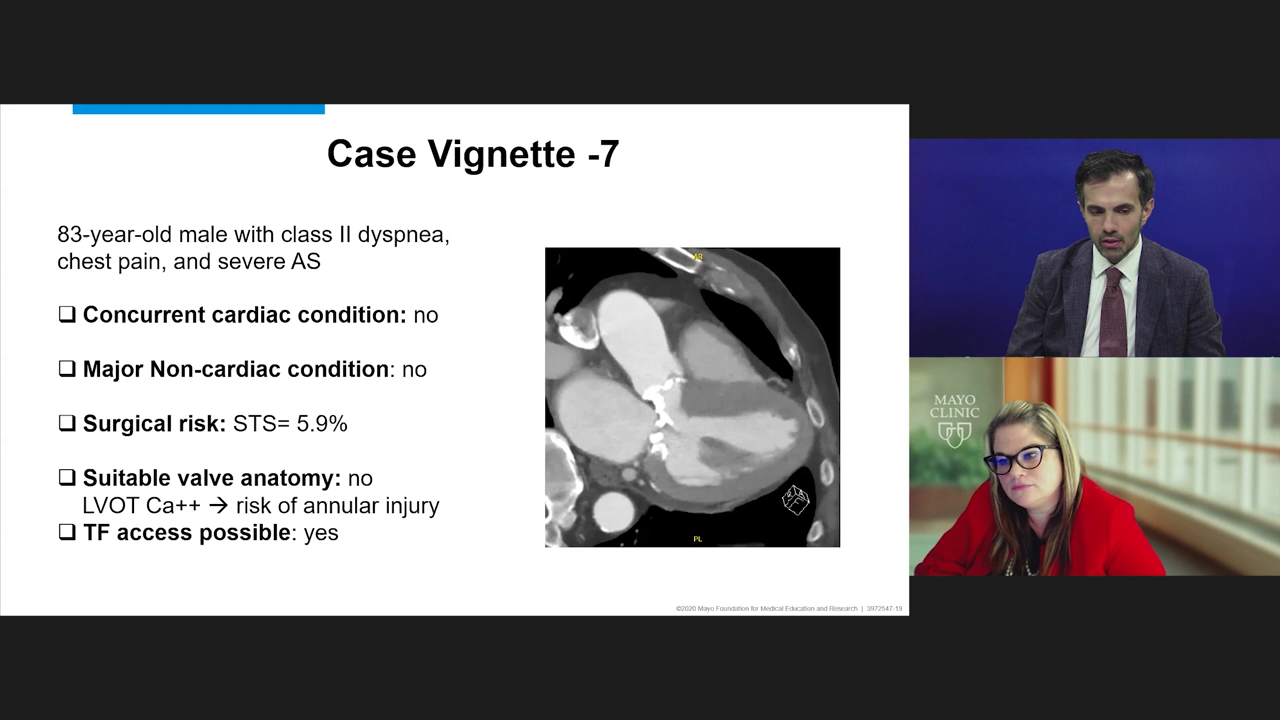 Case Vignette -7
83-year-old male with class II dyspnea,
chest pain, and severe AS
❑ Concurrent cardiac condition: no
❑ Major Non-cardiac condition: no
❑ Surgical risk: STS= 5.9%
❑ Suitable valve anatomy: no
LVOT Ca++ → risk of annular injury
❑ TF access possible: yes
PL
©2020 Mayo Foundation for Medical Education and Research | 3972547-19
MAYO
CLINIC